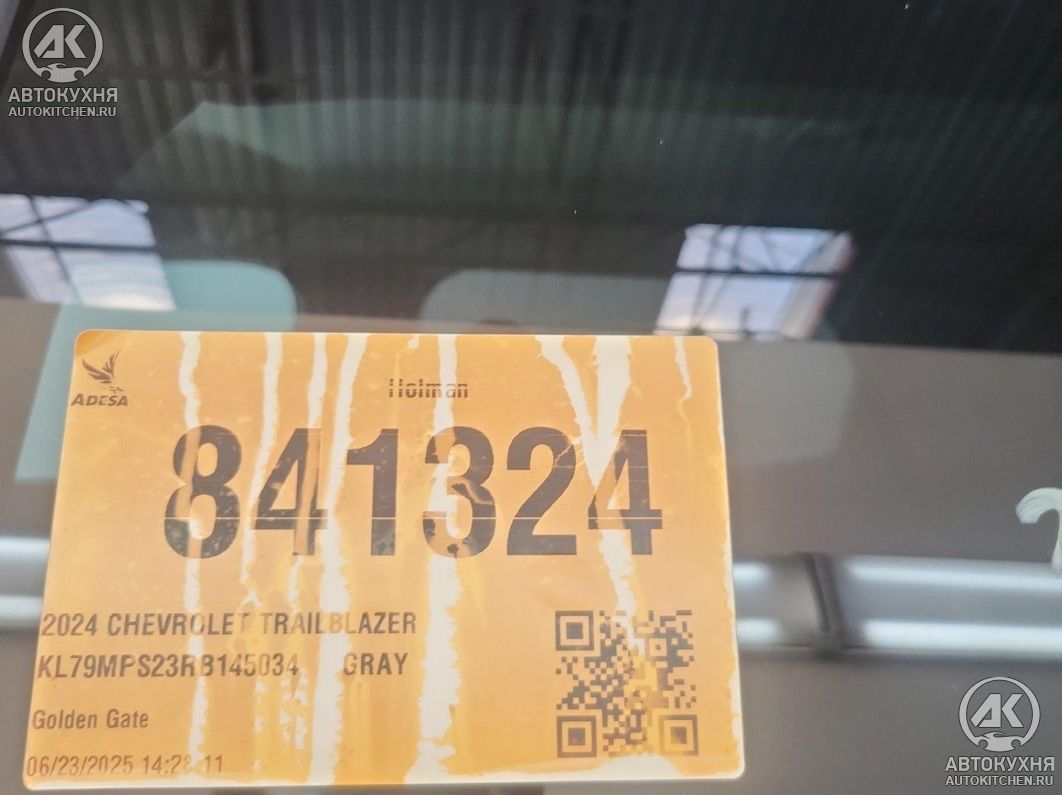 АК
АВТОКУХНЯ
AUTOKITCHEN.RU
ADESA
Holman
841324
2024 CHEVROLET TRAILBLAZER
KL79MPS23RB145034 GRAY
Golden Gate
06/23/2025 14:28:11
АК
АВТОКУХНЯ
AUTOKITCHEN.RU